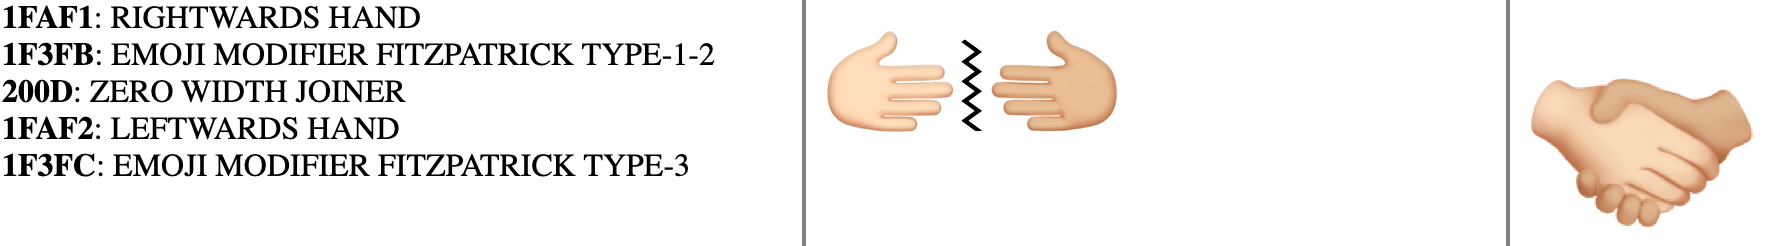 1FAF1: RIGHTWARDS HAND
1F3FB: EMOJI MODIFIER FITZPATRICK TYPE-1-2
200D: ZERO WIDTH JOINER
1FAF2: LEFTWARDS HAND
1F3FC: EMOJI MODIFIER FITZPATRICK TYPE-3